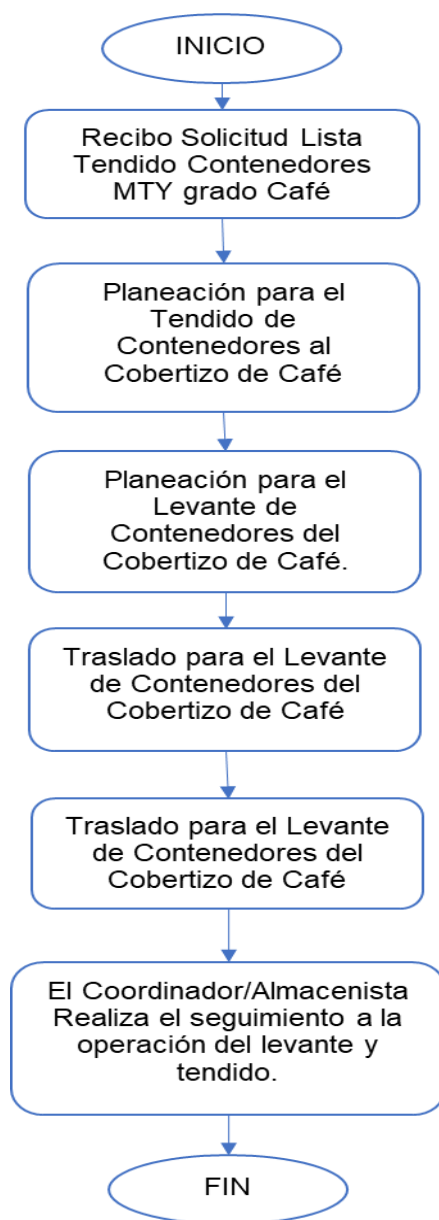 INICIO
Recibo Solicitud Lista
Tendido Contenedores
MTY grado Café
Planeación para el
Tendido de
Contenedores al
Cobertizo de Café
Planeación para el
Levante de
Contenedores del
Cobertizo de Café.
Traslado para el Levante
de Contenedores del
Cobertizo de Café
Traslado para el Levante
de Contenedores del
Cobertizo de Café
El Coordinador/Almacenista
Realiza el seguimiento a la
operación del levante y
tendido.
FIN